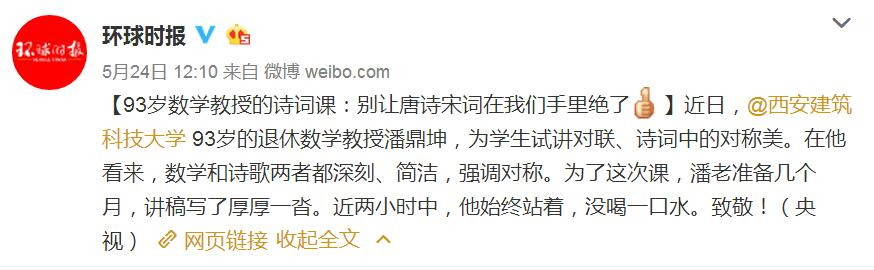 环球时报
环球时报
5月24日 12:10 来自 微博 weibo.com
【93岁数学教授的诗词课：别让唐诗宋词在我们手里绝了】近日，@西安建筑
科技大学 93岁的退休数学教授潘鼎坤，为学生试讲对联、诗词中的对称美。在他
看来，数学和诗歌两者都深刻、简洁，强调对称。为了这次课，潘老准备几个
月，讲稿写了厚厚一沓。近两小时中，他始终站着，没喝一口水。致敬！（央
视） 网页链接 收起全文